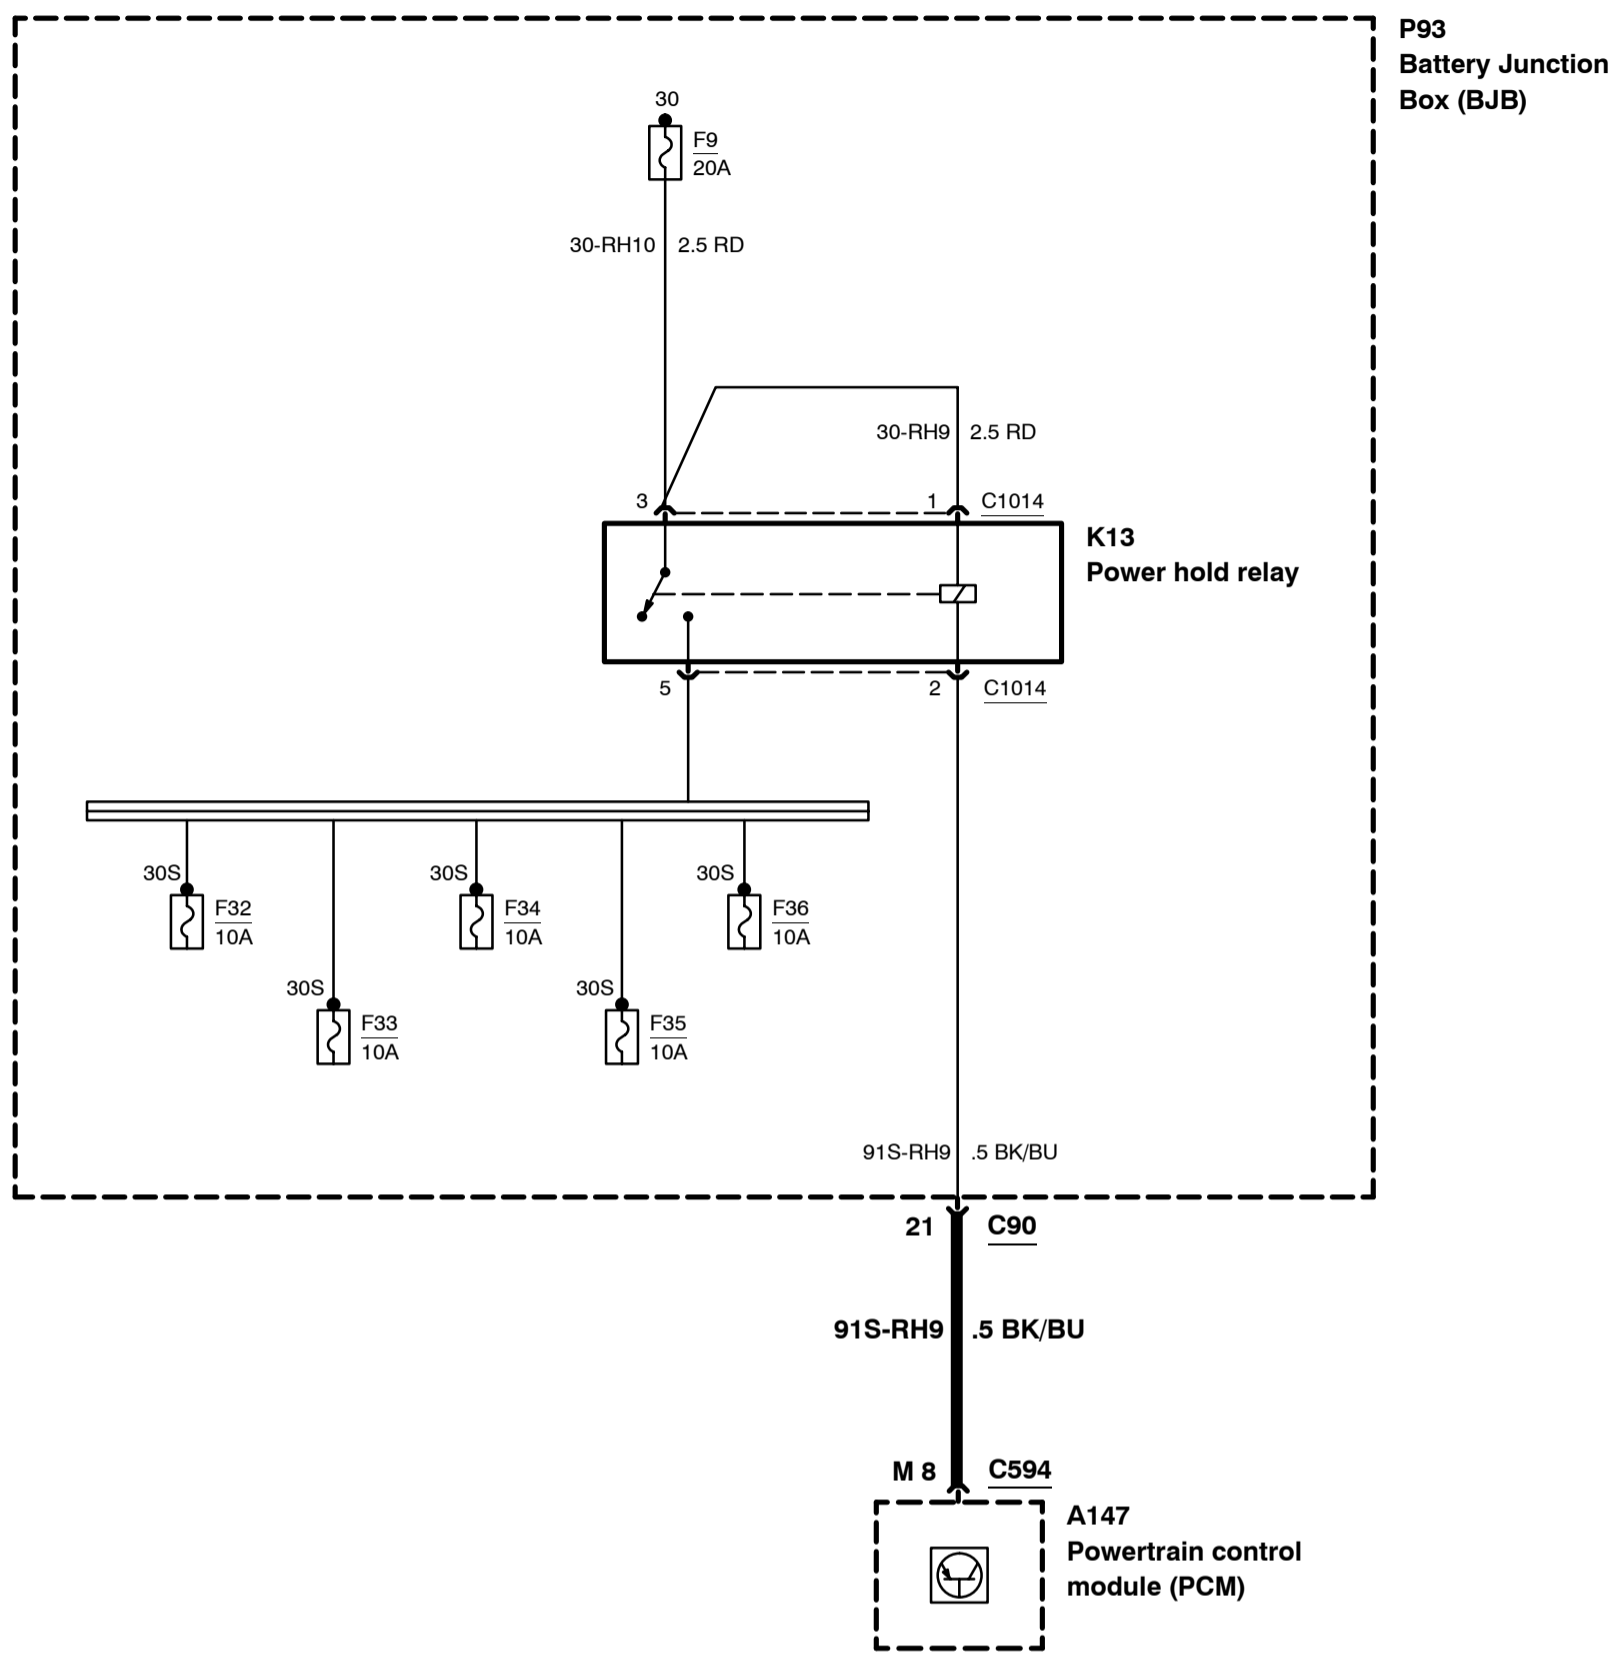 P93
Battery Junction
Box (BJB)
30
F9
20A
30-RH10 2.5 RD
30-RH9 2.5 RD
3 1 C1014
K13
Power hold relay
5 2 C1014
30S 30S 30S
F32 F34 F36
10A 10A 10A
30S 30S
F33 F35
10A 10A
91S-RH9 .5 BK/BU
21 C90
91S-RH9 .5 BK/BU
M 8 C594
A147
Powertrain control
module (PCM)